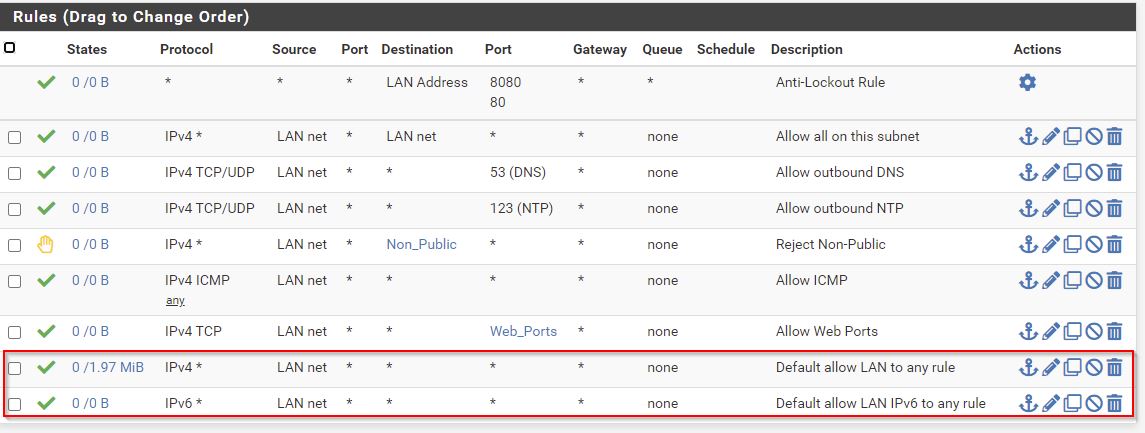 Rules (Drag to Change Order)
States Protocol Source Port Destination Port Gateway Queue Schedule Description Actions
0 /0 B * * * LAN Address 8080 * * Anti-Lockout Rule
80
0 /0 B IPv4 * LAN net * LAN net * * none Allow all on this subnet
0 /0 B IPv4 TCP/UDP LAN net * * 53 (DNS) * none Allow outbound DNS
0 /0 B IPv4 TCP/UDP LAN net * * 123 (NTP) * none Allow outbound NTP
0 /0 B IPv4 * LAN net * Non_Public * * none Reject Non-Public
0 /0 B IPv4 ICMP LAN net * * * * none Allow ICMP
any
0 /0 B IPv4 TCP LAN net * * Web_Ports * none Allow Web Ports
0 /1.97 MiB IPv4 * LAN net * * * * none Default allow LAN to any rule
0 /0 B IPv6 * LAN net * * * * none Default allow LAN IPv6 to any rule